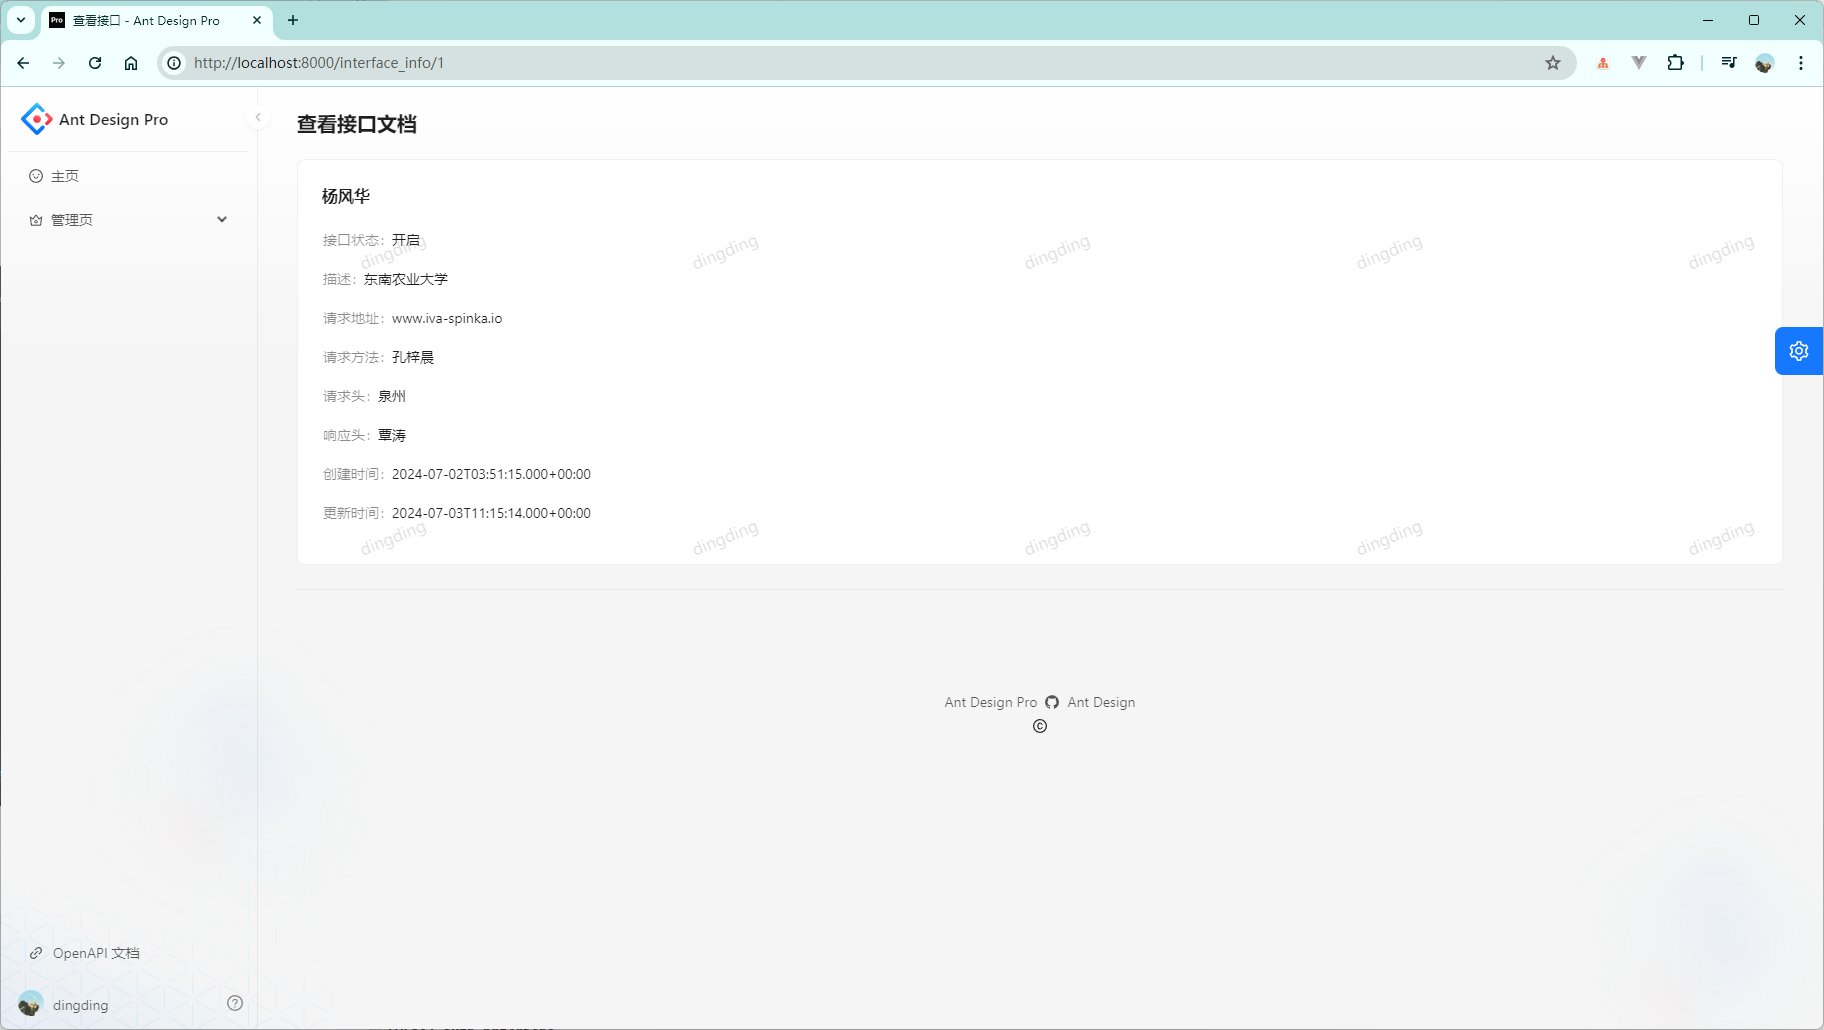 查看接口 - Ant Design Pro
http://localhost:8000/interface_info/1
Ant Design Pro
主页
管理页
查看接口文档
杨风华
接口状态：开启
dingding dingding dingding dingding dingding
描述：东南农业大学
请求地址：www.iva-spinka.io
请求方法：孔梓晨
请求头：泉州
响应头：覃涛
创建时间：2024-07-02T03:51:15.000+00:00
更新时间：2024-07-03T11:15:14.000+00:00
dingding dingding dingding dingding dingding
Ant Design Pro Ant Design
©
OpenAPI 文档
dingding